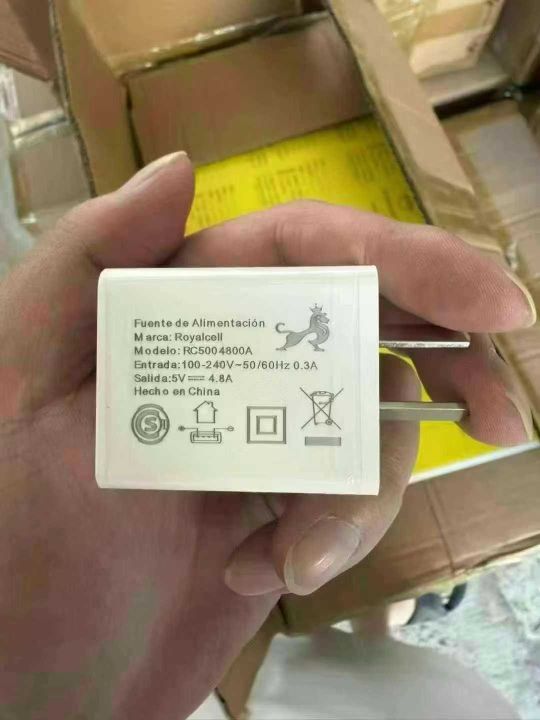 Fuente de Alimentación
Marca: Royalcell
Modelo: RC5004800A
Entrada:100-240V~50/60Hz 0.3A
Salida:5V⎓ 4.8A
Hecho en China